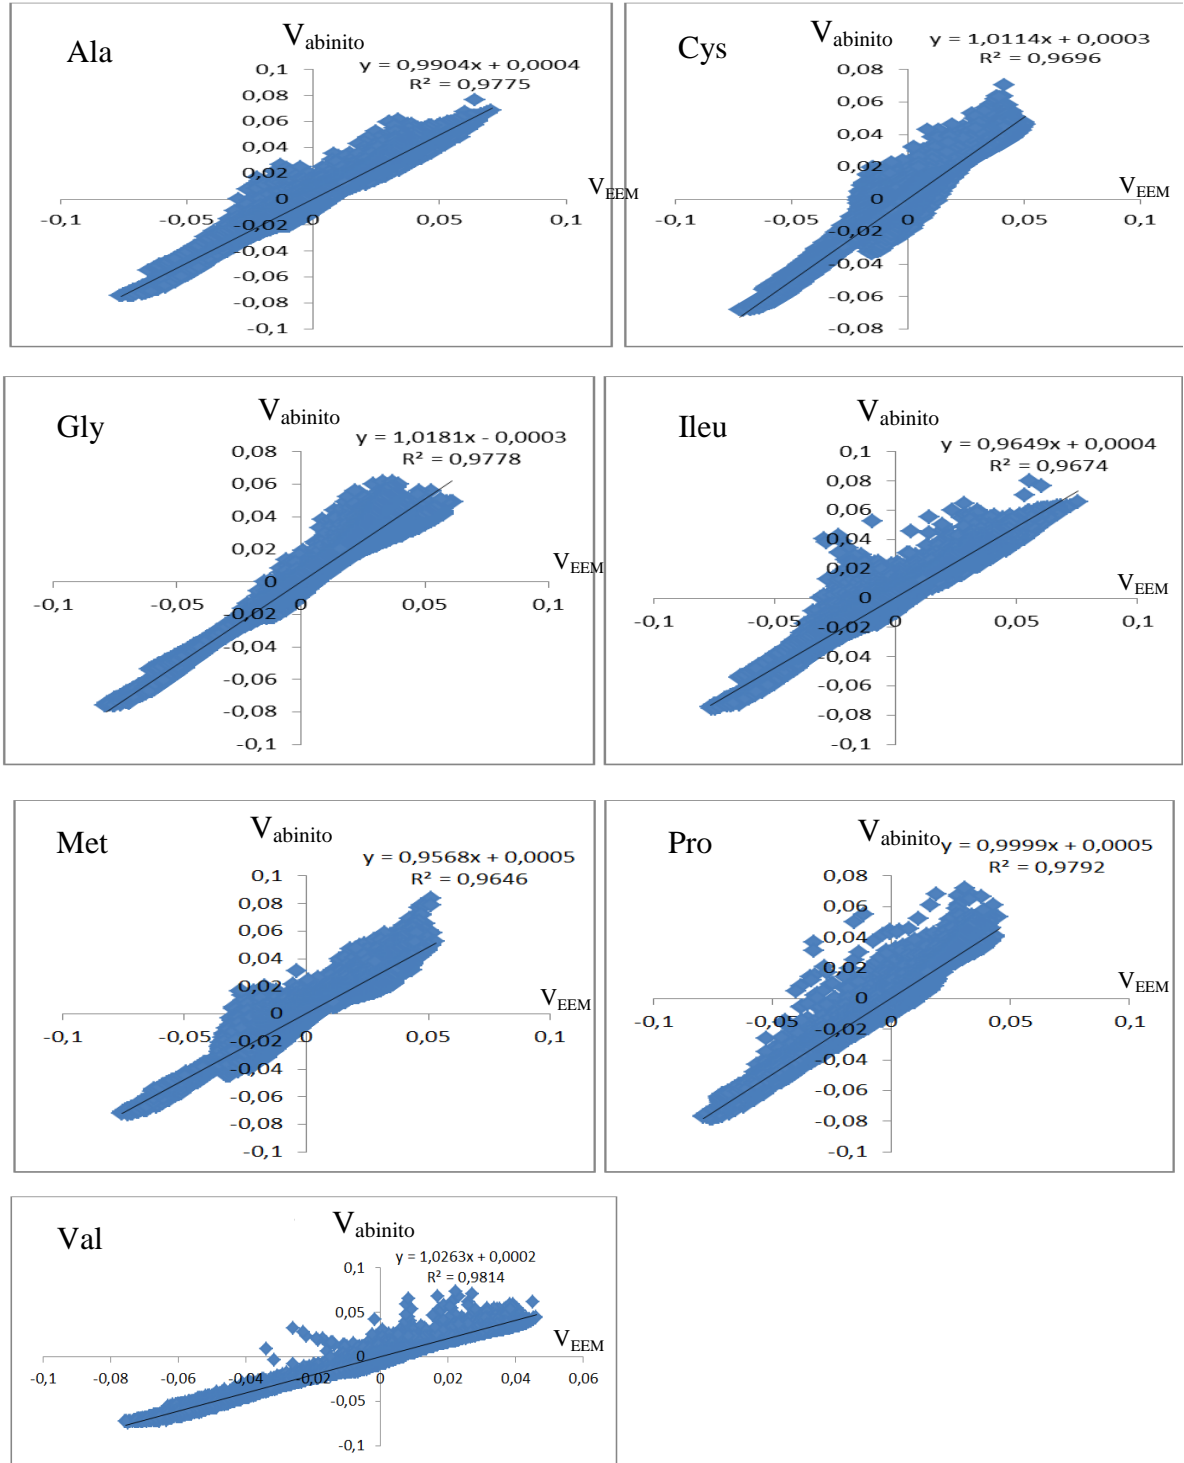 Ala
Vabinito
y = 0,9904x + 0,0004
R² = 0,9775
0,1
0,08
0,06
0,04
0,02
0
-0,02
-0,04
-0,06
-0,08
-0,1
-0,1 -0,05 0 0,05 0,1
VEEM
Cys
Vabinito
y = 1,0114x + 0,0003
R² = 0,9696
0,08
0,06
0,04
0,02
0
-0,02
-0,04
-0,06
-0,08
-0,1 -0,05 0 0,05 0,1
VEEM
Gly
Vabinito
y = 1,0181x - 0,0003
R² = 0,9778
0,08
0,06
0,04
0,02
0
-0,02
-0,04
-0,06
-0,08
-0,1
-0,1 -0,05 0 0,05 0,1
VEEM
Ileu
Vabinito
y = 0,9649x + 0,0004
R² = 0,9674
0,1
0,08
0,06
0,04
0,02
0
-0,02
-0,04
-0,06
-0,08
-0,1
-0,1 -0,05 0 0,05 0,1
VEEM
Met
Vabinito
y = 0,9568x + 0,0005
R² = 0,9646
0,1
0,08
0,06
0,04
0,02
0
-0,02
-0,04
-0,06
-0,08
-0,1
-0,1 -0,05 0 0,05 0,1
VEEM
Pro
Vabinito
y = 0,9999x + 0,0005
R² = 0,9792
0,08
0,06
0,04
0,02
0
-0,02
-0,04
-0,06
-0,08
-0,1
-0,1 -0,05 0 0,05 0,1
VEEM
Val
Vabinito
y = 1,0263x + 0,0002
R² = 0,9814
0,1
0,05
0
-0,05
-0,1
-0,1 -0,08 -0,06 -0,04 -0,02 0 0,02 0,04 0,06
VEEM